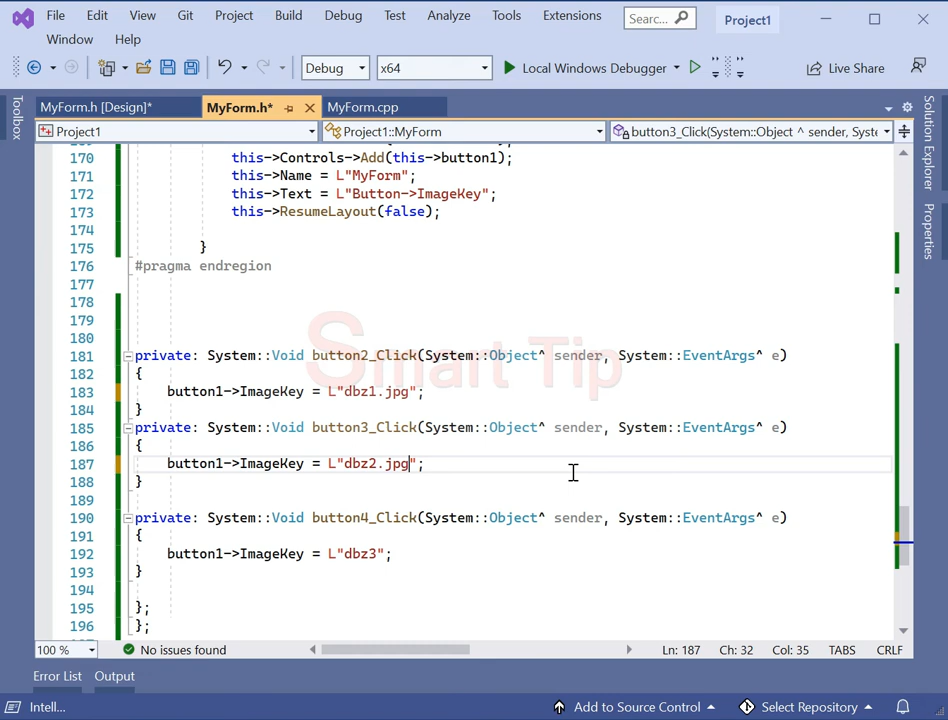 File Edit View Git Project Build Debug Test Analyze Tools Extensions Searc... Project1
Window Help
Debug x64 Local Windows Debugger Live Share
Toolbox
MyForm.h [Design]* MyForm.h* MyForm.cpp
Project1 Project1::MyForm button3_Click(System::Object ^ sender, Syste
Solution Explorer
Properties
170 this->Controls->Add(this->button1);
171 this->Name = L"MyForm";
172 this->Text = L"Button->ImageKey";
173 this->ResumeLayout(false);
174
175 }
176 #pragma endregion
177
178
179
180
Smart Tip
181 private: System::Void button2_Click(System::Object^ sender, System::EventArgs^ e)
182 {
183 button1->ImageKey = L"dbz1.jpg";
184 }
185 private: System::Void button3_Click(System::Object^ sender, System::EventArgs^ e)
186 {
187 button1->ImageKey = L"dbz2.jpg";
188 }
189
190 private: System::Void button4_Click(System::Object^ sender, System::EventArgs^ e)
191 {
192 button1->ImageKey = L"dbz3";
193 }
194
195 };
196 };
100 % No issues found Ln: 187 Ch: 32 Col: 35 TABS CRLF
Error List Output
Intell... Add to Source Control Select Repository